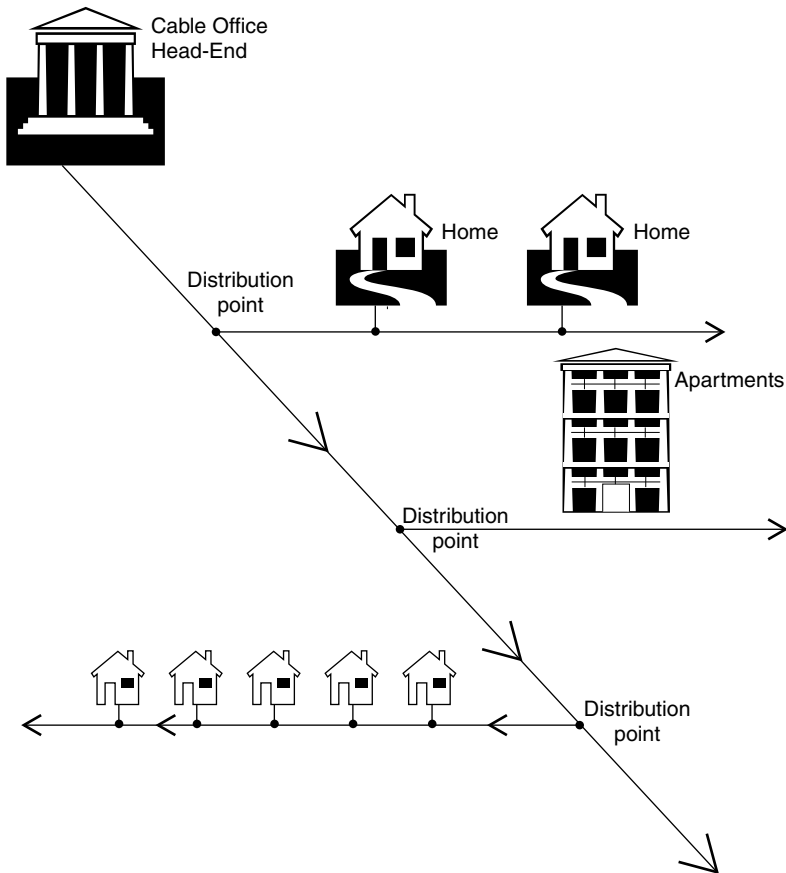 Cable Office
Head-End
Home
Home
Distribution
point
Apartments
Distribution
point
Distribution
point